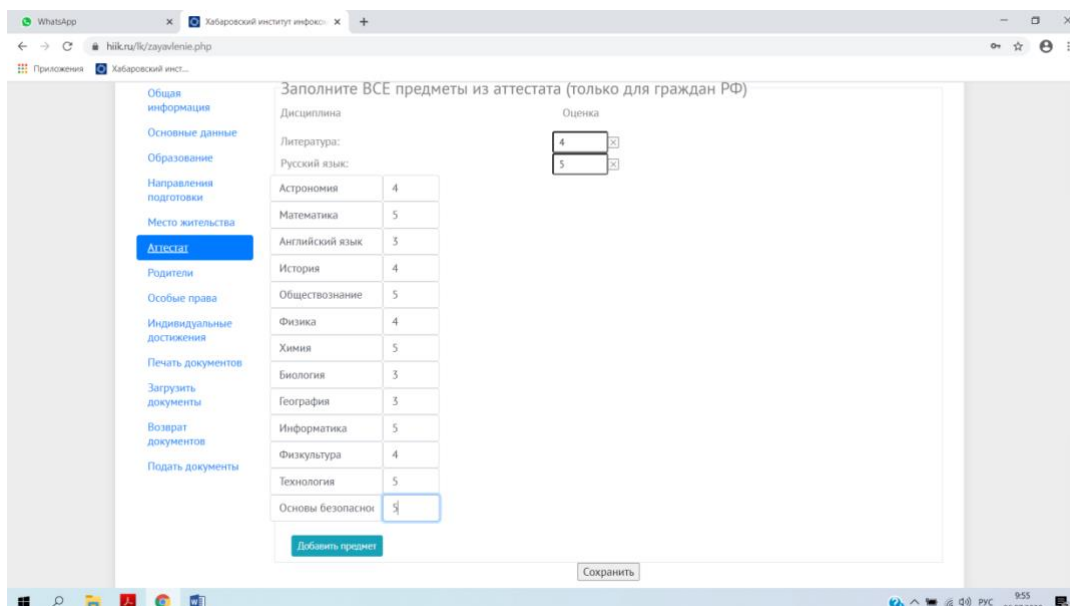 WhatsApp
Хабаровский институт инфоко
hiik.ru/lk/zayavlenie.php
Приложения
Хабаровский инст...
Общая информация
Основные данные
Образование
Направления подготовки
Место жительства
Аттестат
Родители
Особые права
Индивидуальные достижения
Печать документов
Загрузить документы
Возврат документов
Подать документы
Заполните ВСЕ предметы из аттестата (только для граждан РФ)
Дисциплина Оценка
Литература: 4
Русский язык: 5
Астрономия 4
Математика 5
Английский язык 3
История 4
Обществознание 5
Физика 4
Химия 5
Биология 3
География 3
Информатика 5
Физкультура 4
Технология 5
Основы безопасно 5
Добавить предмет
Сохранить
РУС 9:55